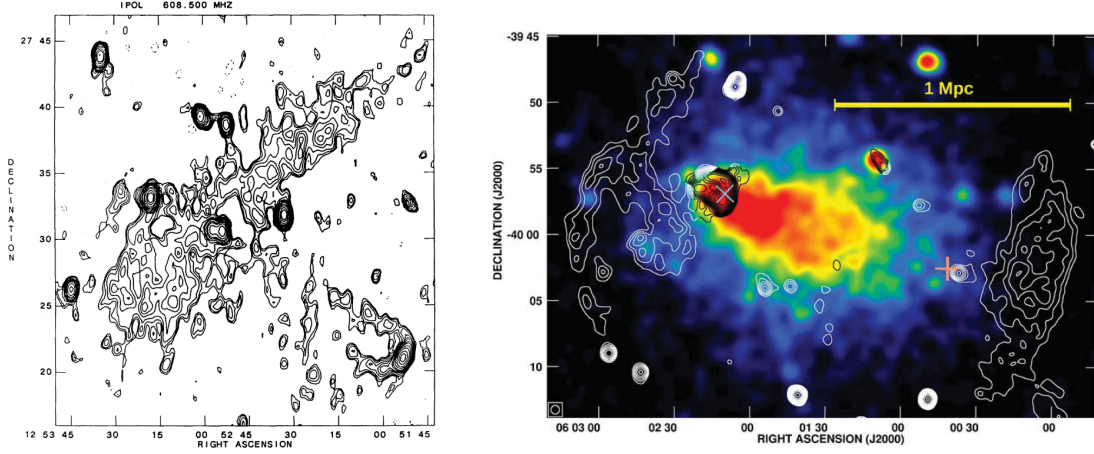 IPOL 608.500 MHZ
27 45
40
35
30
25
20
DECLINATION
12 53 45 30 15 00 52 45 30 15 00 51 45
RIGHT ASCENSION
-39 45
50
55
-40 00
05
10
DECLINATION (J2000)
1 Mpc
06 03 00 02 30 00 01 30 00 00 30 00
RIGHT ASCENSION (J2000)